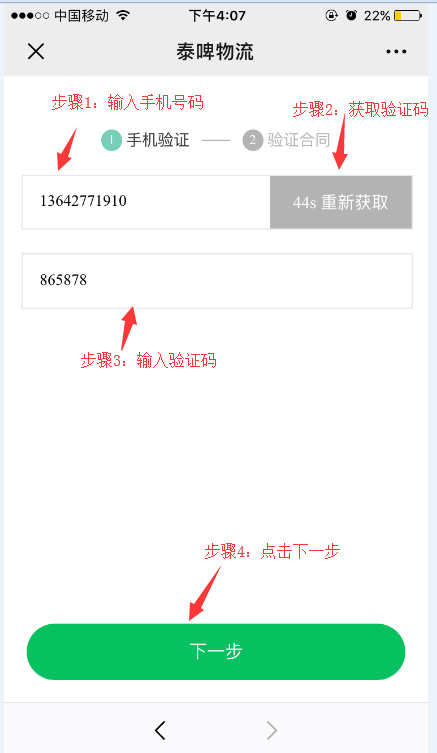 中国移动 下午4:07 22%
泰啤物流
步骤1: 输入手机号码
步骤2: 获取验证码
1 手机验证 2 验证合同
13642771910 44s 重新获取
865878
步骤3: 输入验证码
步骤4: 点击下一步
下一步